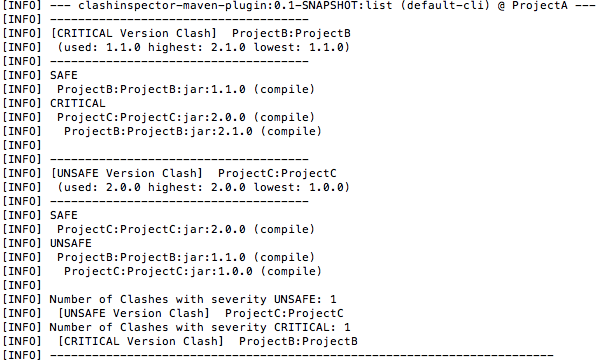 [INFO] --- clashinspector-maven-plugin:0.1-SNAPSHOT:list (default-cli) @ ProjectA ---
[INFO] -------------------------------------
[INFO] [CRITICAL Version Clash]  ProjectB:ProjectB
[INFO]  (used: 1.1.0 highest: 2.1.0 lowest: 1.1.0)
[INFO] -------------------------------------
[INFO] SAFE
[INFO]  ProjectB:ProjectB:jar:1.1.0 (compile)
[INFO] CRITICAL
[INFO]  ProjectC:ProjectC:jar:2.0.0 (compile)
[INFO]   ProjectB:ProjectB:jar:2.1.0 (compile)
[INFO]
[INFO] -------------------------------------
[INFO] [UNSAFE Version Clash]  ProjectC:ProjectC
[INFO]  (used: 2.0.0 highest: 2.0.0 lowest: 1.0.0)
[INFO] -------------------------------------
[INFO] SAFE
[INFO]  ProjectC:ProjectC:jar:2.0.0 (compile)
[INFO] UNSAFE
[INFO]  ProjectB:ProjectB:jar:1.1.0 (compile)
[INFO]   ProjectC:ProjectC:jar:1.0.0 (compile)
[INFO]
[INFO] Number of Clashes with severity UNSAFE: 1
[INFO]  [UNSAFE Version Clash]  ProjectC:ProjectC
[INFO] Number of Clashes with severity CRITICAL: 1
[INFO]  [CRITICAL Version Clash]  ProjectB:ProjectB
[INFO] ------------------------------------------------------------------------